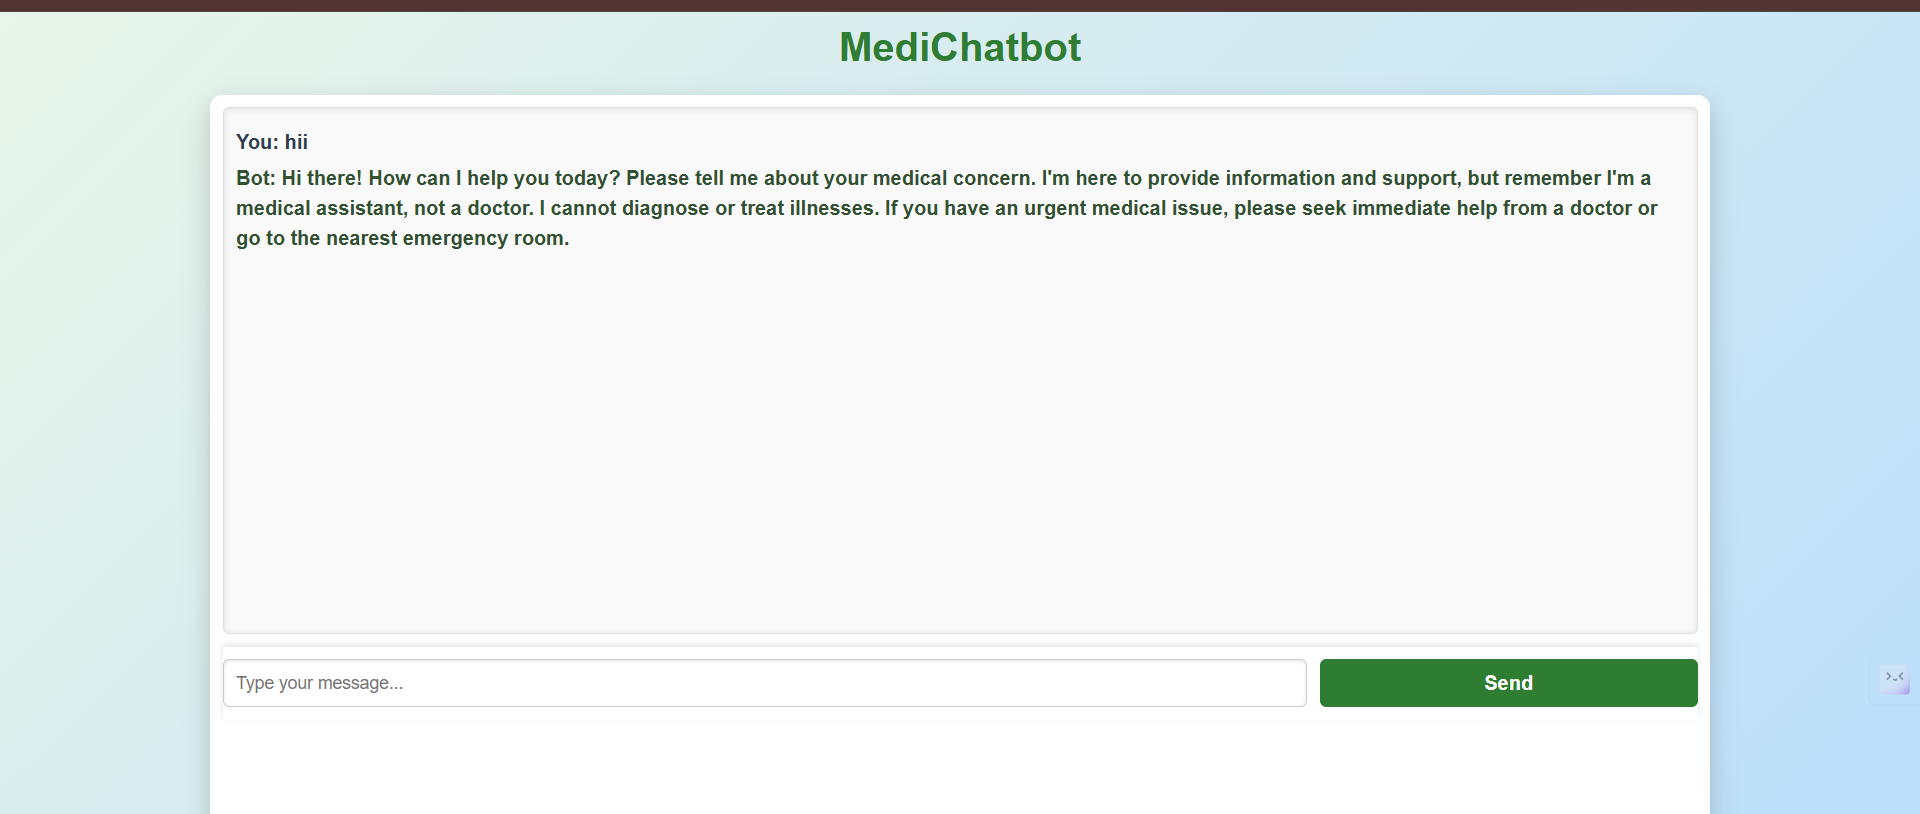 MediChatbot
You: hii
Bot: Hi there! How can I help you today? Please tell me about your medical concern. I'm here to provide information and support, but remember I'm a
medical assistant, not a doctor. I cannot diagnose or treat illnesses. If you have an urgent medical issue, please seek immediate help from a doctor or
go to the nearest emergency room.
Type your message...
Send